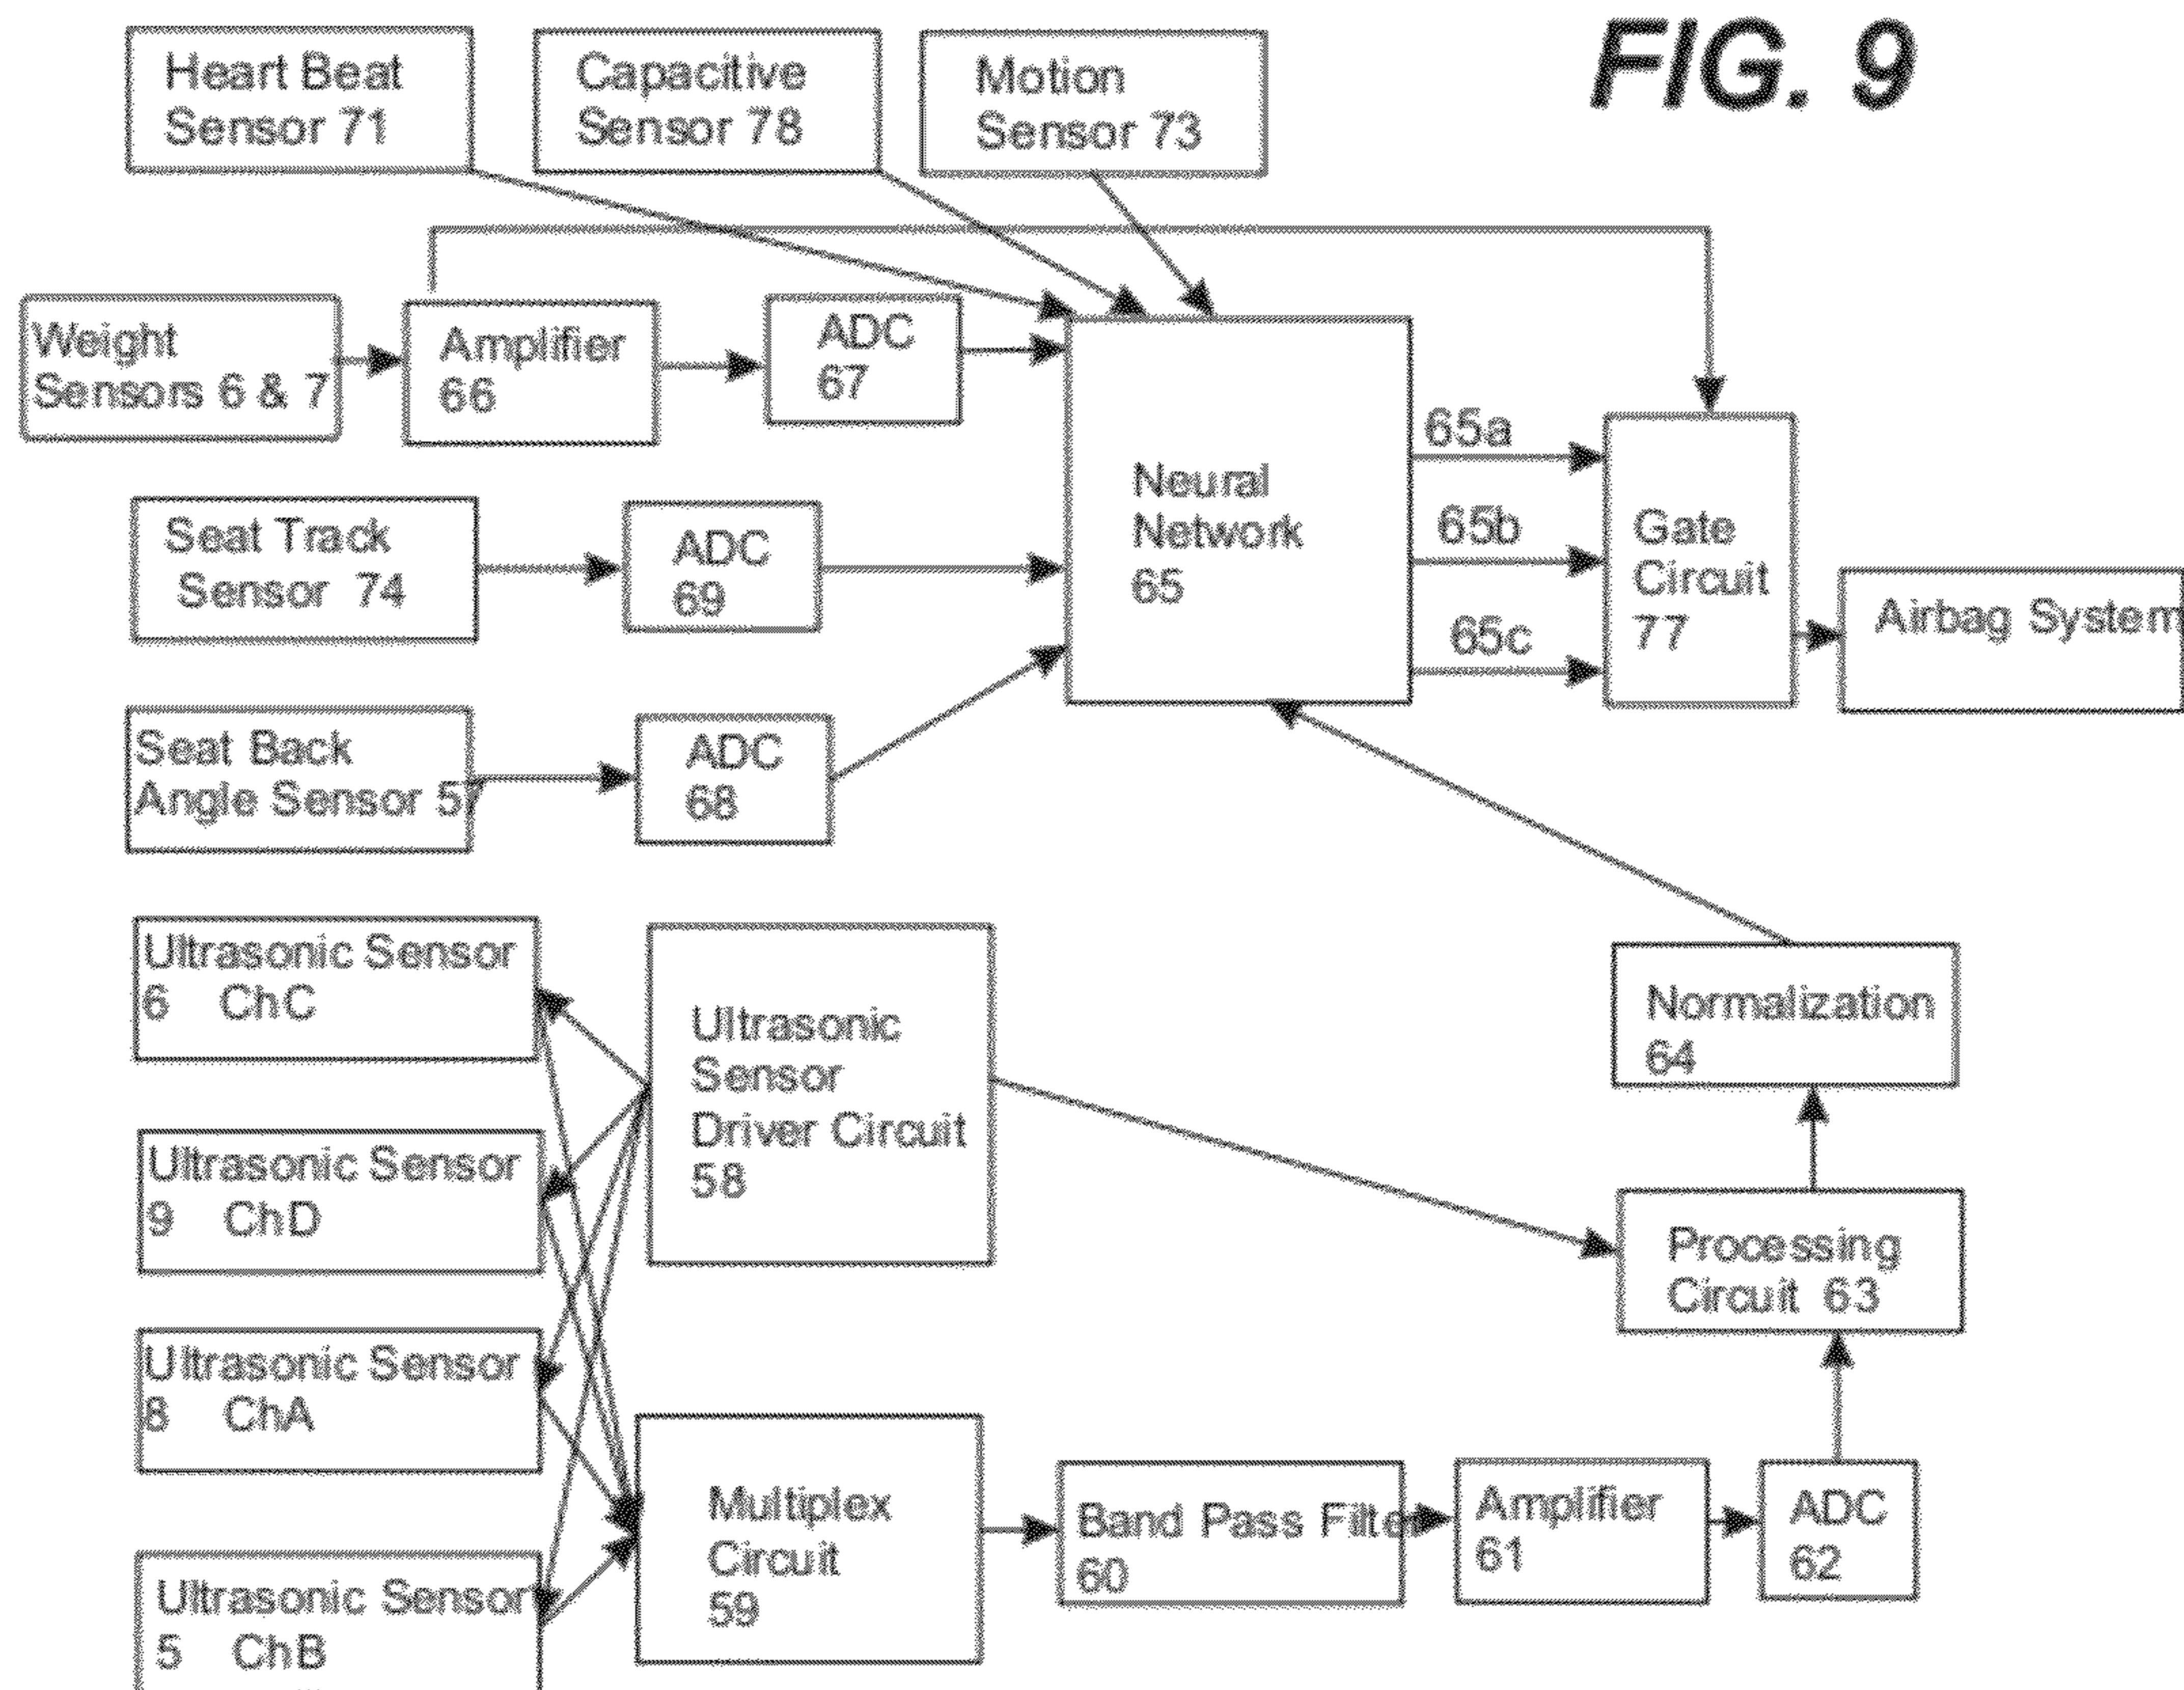 FIG. 9
Heart Beat
Sensor 71
Capacitive
Sensor 78
Motion
Sensor 73
Weight
Sensors 6 & 7
Amplifier
66
ADC
67
Neural
Network
65
65a
65b
65c
Gate
Circuit
77
Airbag System
Seat Track
Sensor 74
ADC
69
Seat Back
Angle Sensor 57
ADC
68
Ultrasonic Sensor
6 ChC
Ultrasonic
Sensor
Driver Circuit
58
Normalization
64
Ultrasonic Sensor
9 ChD
Processing
Circuit 63
Ultrasonic Sensor
8 ChA
Multiplex
Circuit
59
Band Pass Filter
60
Amplifier
61
ADC
62
Ultrasonic Sensor
5 ChB